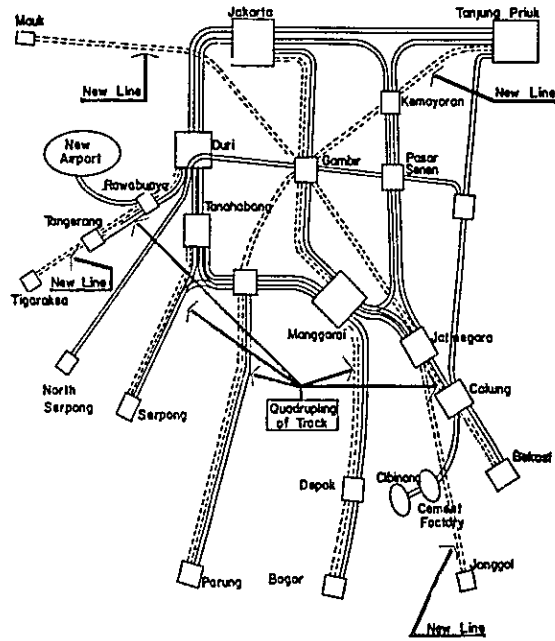 Mauk
Jakarta
Tanjung Priuk
New Line
Kemayoran
New Line
New
Airport
Duri
Gambir
Pasar
Senen
Rawabuaya
Tangerang
Tanahabang
New Line
Tigaraksa
Manggarai
Jatinegara
North
Serpong
Serpong
Quadrupling
of Track
Cakung
Depok
Cibinong
Cement
Factory
Bekasi
Parung
Bogor
Jonggol
New Line